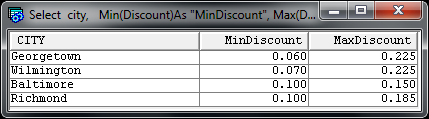 Select city, Min(Discount)As "MinDiscount", Max(D...
CITY MinDiscount MaxDiscount
Georgetown 0.060 0.225
Wilmington 0.070 0.225
Baltimore 0.100 0.150
Richmond 0.100 0.185